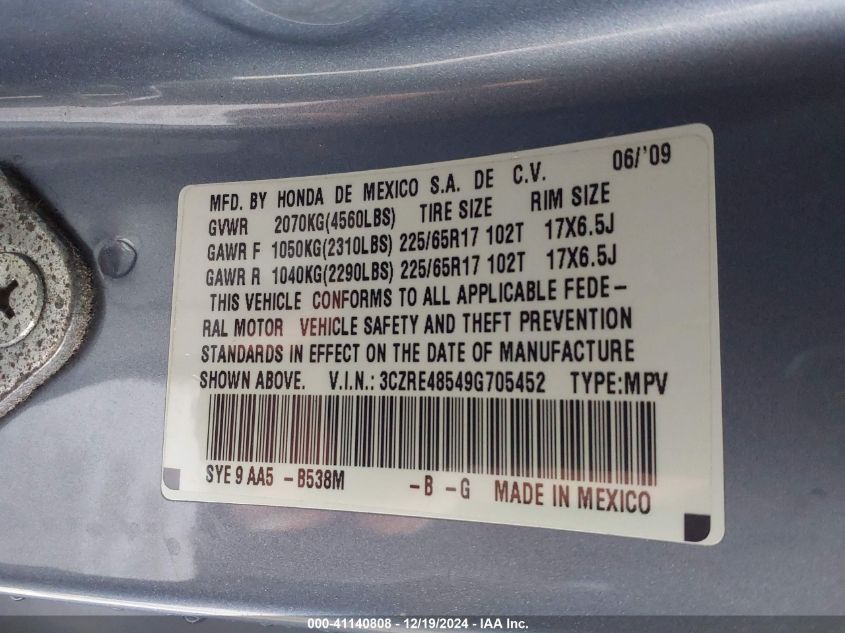 MFD. BY HONDA DE MEXICO S.A. DE C.V. 06/'09
GVWR 2070KG(4560LBS) TIRE SIZE RIM SIZE
GAWR F 1050KG(2310LBS) 225/65R17 102T 17X6.5J
GAWR R 1040KG(2290LBS) 225/65R17 102T 17X6.5J
THIS VEHICLE CONFORMS TO ALL APPLICABLE FEDE-
RAL MOTOR VEHICLE SAFETY AND THEFT PREVENTION
STANDARDS IN EFFECT ON THE DATE OF MANUFACTURE
SHOWN ABOVE. V.I.N.: 3CZRE48549G705452 TYPE:MPV
SYE 9 AA5 -B538M -B -G MADE IN MEXICO
000-41140808 - 12/19/2024 - COPYRIGHT IAA, Inc.